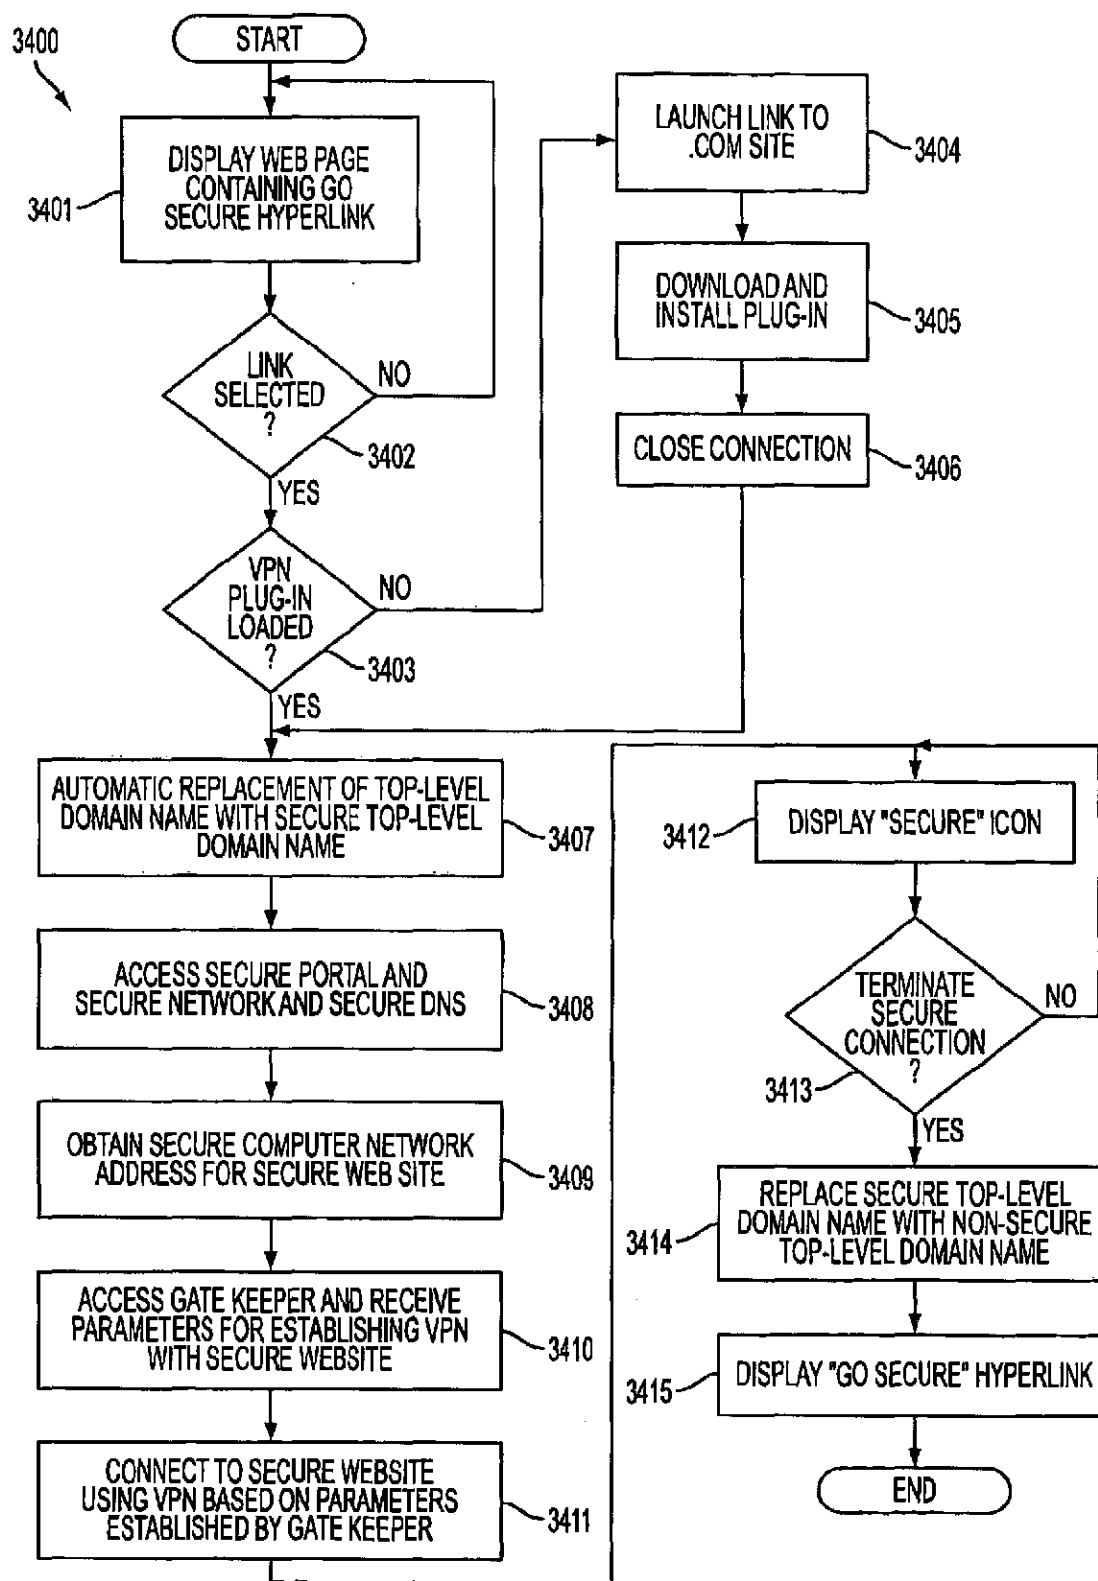 3400
START
DISPLAY WEB PAGE
CONTAINING GO
SECURE HYPERLINK
3401
LINK
SELECTED
?
NO
3402
YES
VPN
PLUG-IN
LOADED
?
NO
3403
YES
LAUNCH LINK TO
.COM SITE
3404
DOWNLOAD AND
INSTALL PLUG-IN
3405
CLOSE CONNECTION
3406
AUTOMATIC REPLACEMENT OF TOP-LEVEL
DOMAIN NAME WITH SECURE TOP-LEVEL
DOMAIN NAME
3407
ACCESS SECURE PORTAL AND
SECURE NETWORK AND SECURE DNS
3408
OBTAIN SECURE COMPUTER NETWORK
ADDRESS FOR SECURE WEB SITE
3409
ACCESS GATE KEEPER AND RECEIVE
PARAMETERS FOR ESTABLISHING VPN
WITH SECURE WEBSITE
3410
CONNECT TO SECURE WEBSITE
USING VPN BASED ON PARAMETERS
ESTABLISHED BY GATE KEEPER
3411
3412
DISPLAY "SECURE" ICON
TERMINATE
SECURE
CONNECTION
?
NO
3413
YES
REPLACE SECURE TOP-LEVEL
DOMAIN NAME WITH NON-SECURE
TOP-LEVEL DOMAIN NAME
3414
DISPLAY "GO SECURE" HYPERLINK
3415
END